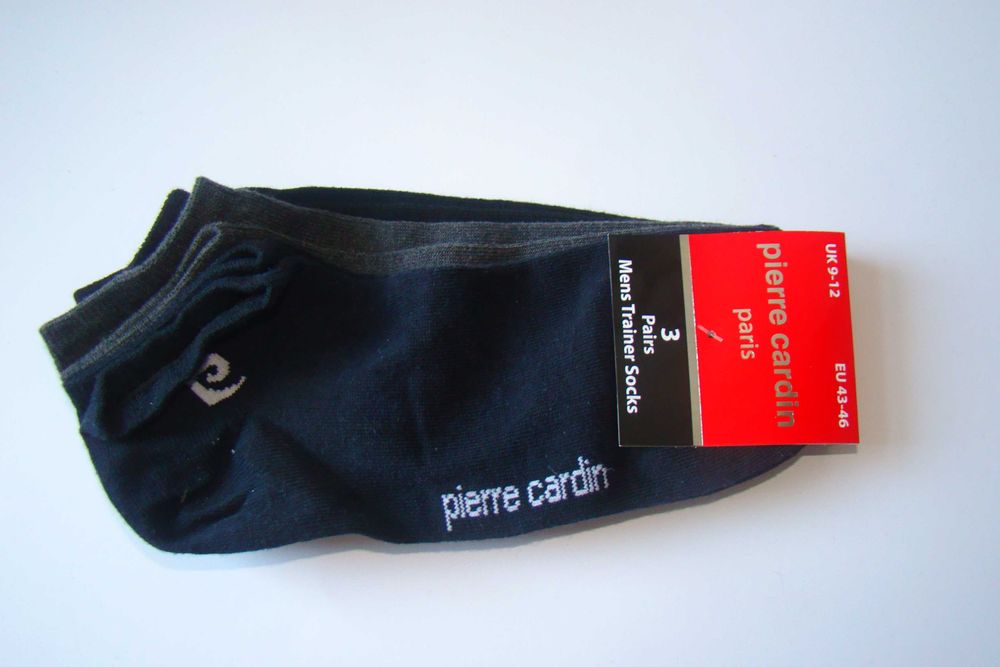 UK 9-12
EU 43-46
pierre cardin
paris
3
Pairs
Mens Trainer Socks
pierre cardin